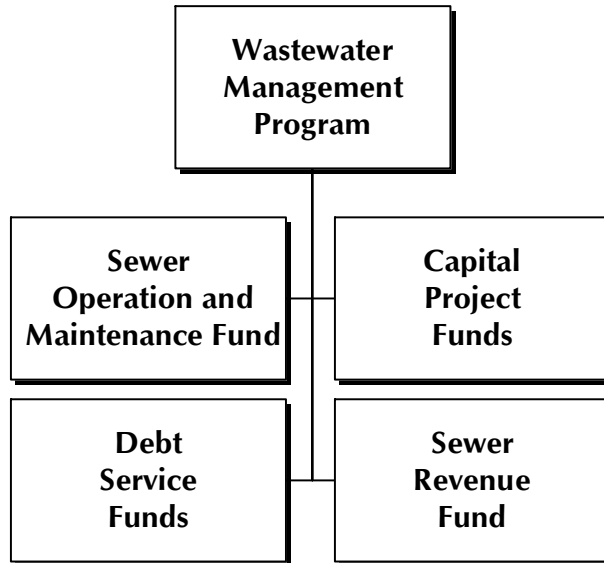 Wastewater
Management
Program
Sewer
Operation and
Maintenance Fund
Capital
Project
Funds
Debt
Service
Funds
Sewer
Revenue
Fund